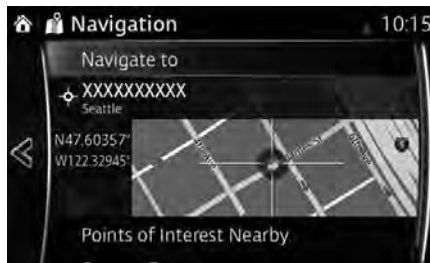 Navigation
10:15
Navigate to
XXXXXXXXXX
Seattle
N47.60357°
W122.32945°
Points of Interest Nearby